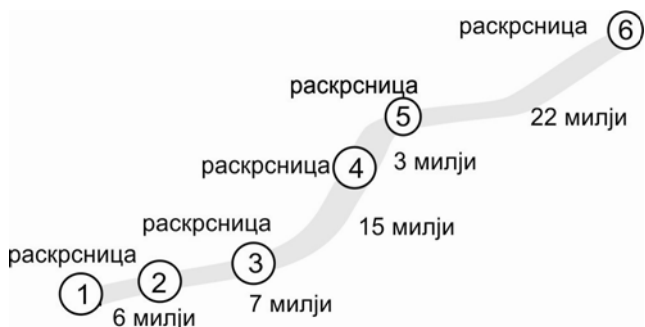 раскрсница 6
раскрсница
5
22 милји
раскрсница 4
3 милји
раскрсница
15 милји
раскрсница
3
1
2
7 милји
6 милји